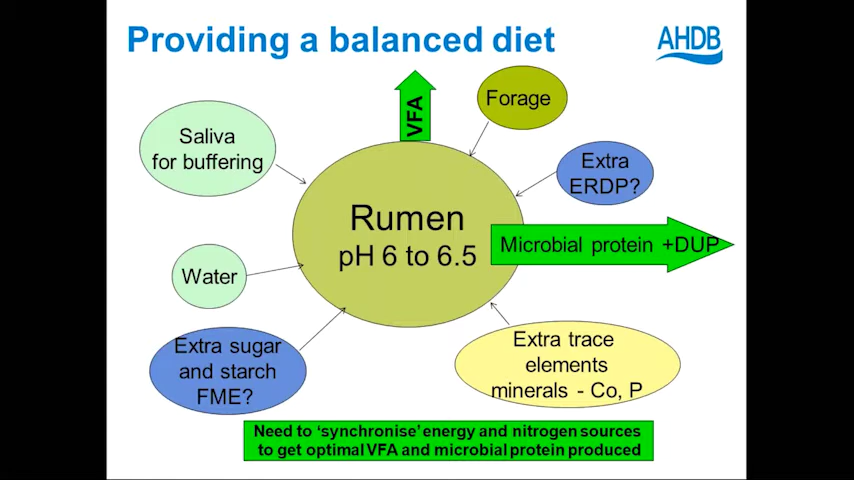 Providing a balanced diet
AHDB
VFA
Forage
Saliva
for buffering
Extra
ERDP?
Rumen
pH 6 to 6.5
Microbial protein +DUP
Water
Extra sugar
and starch
FME?
Extra trace
elements
minerals - Co, P
Need to ‘synchronise’ energy and nitrogen sources
to get optimal VFA and microbial protein produced